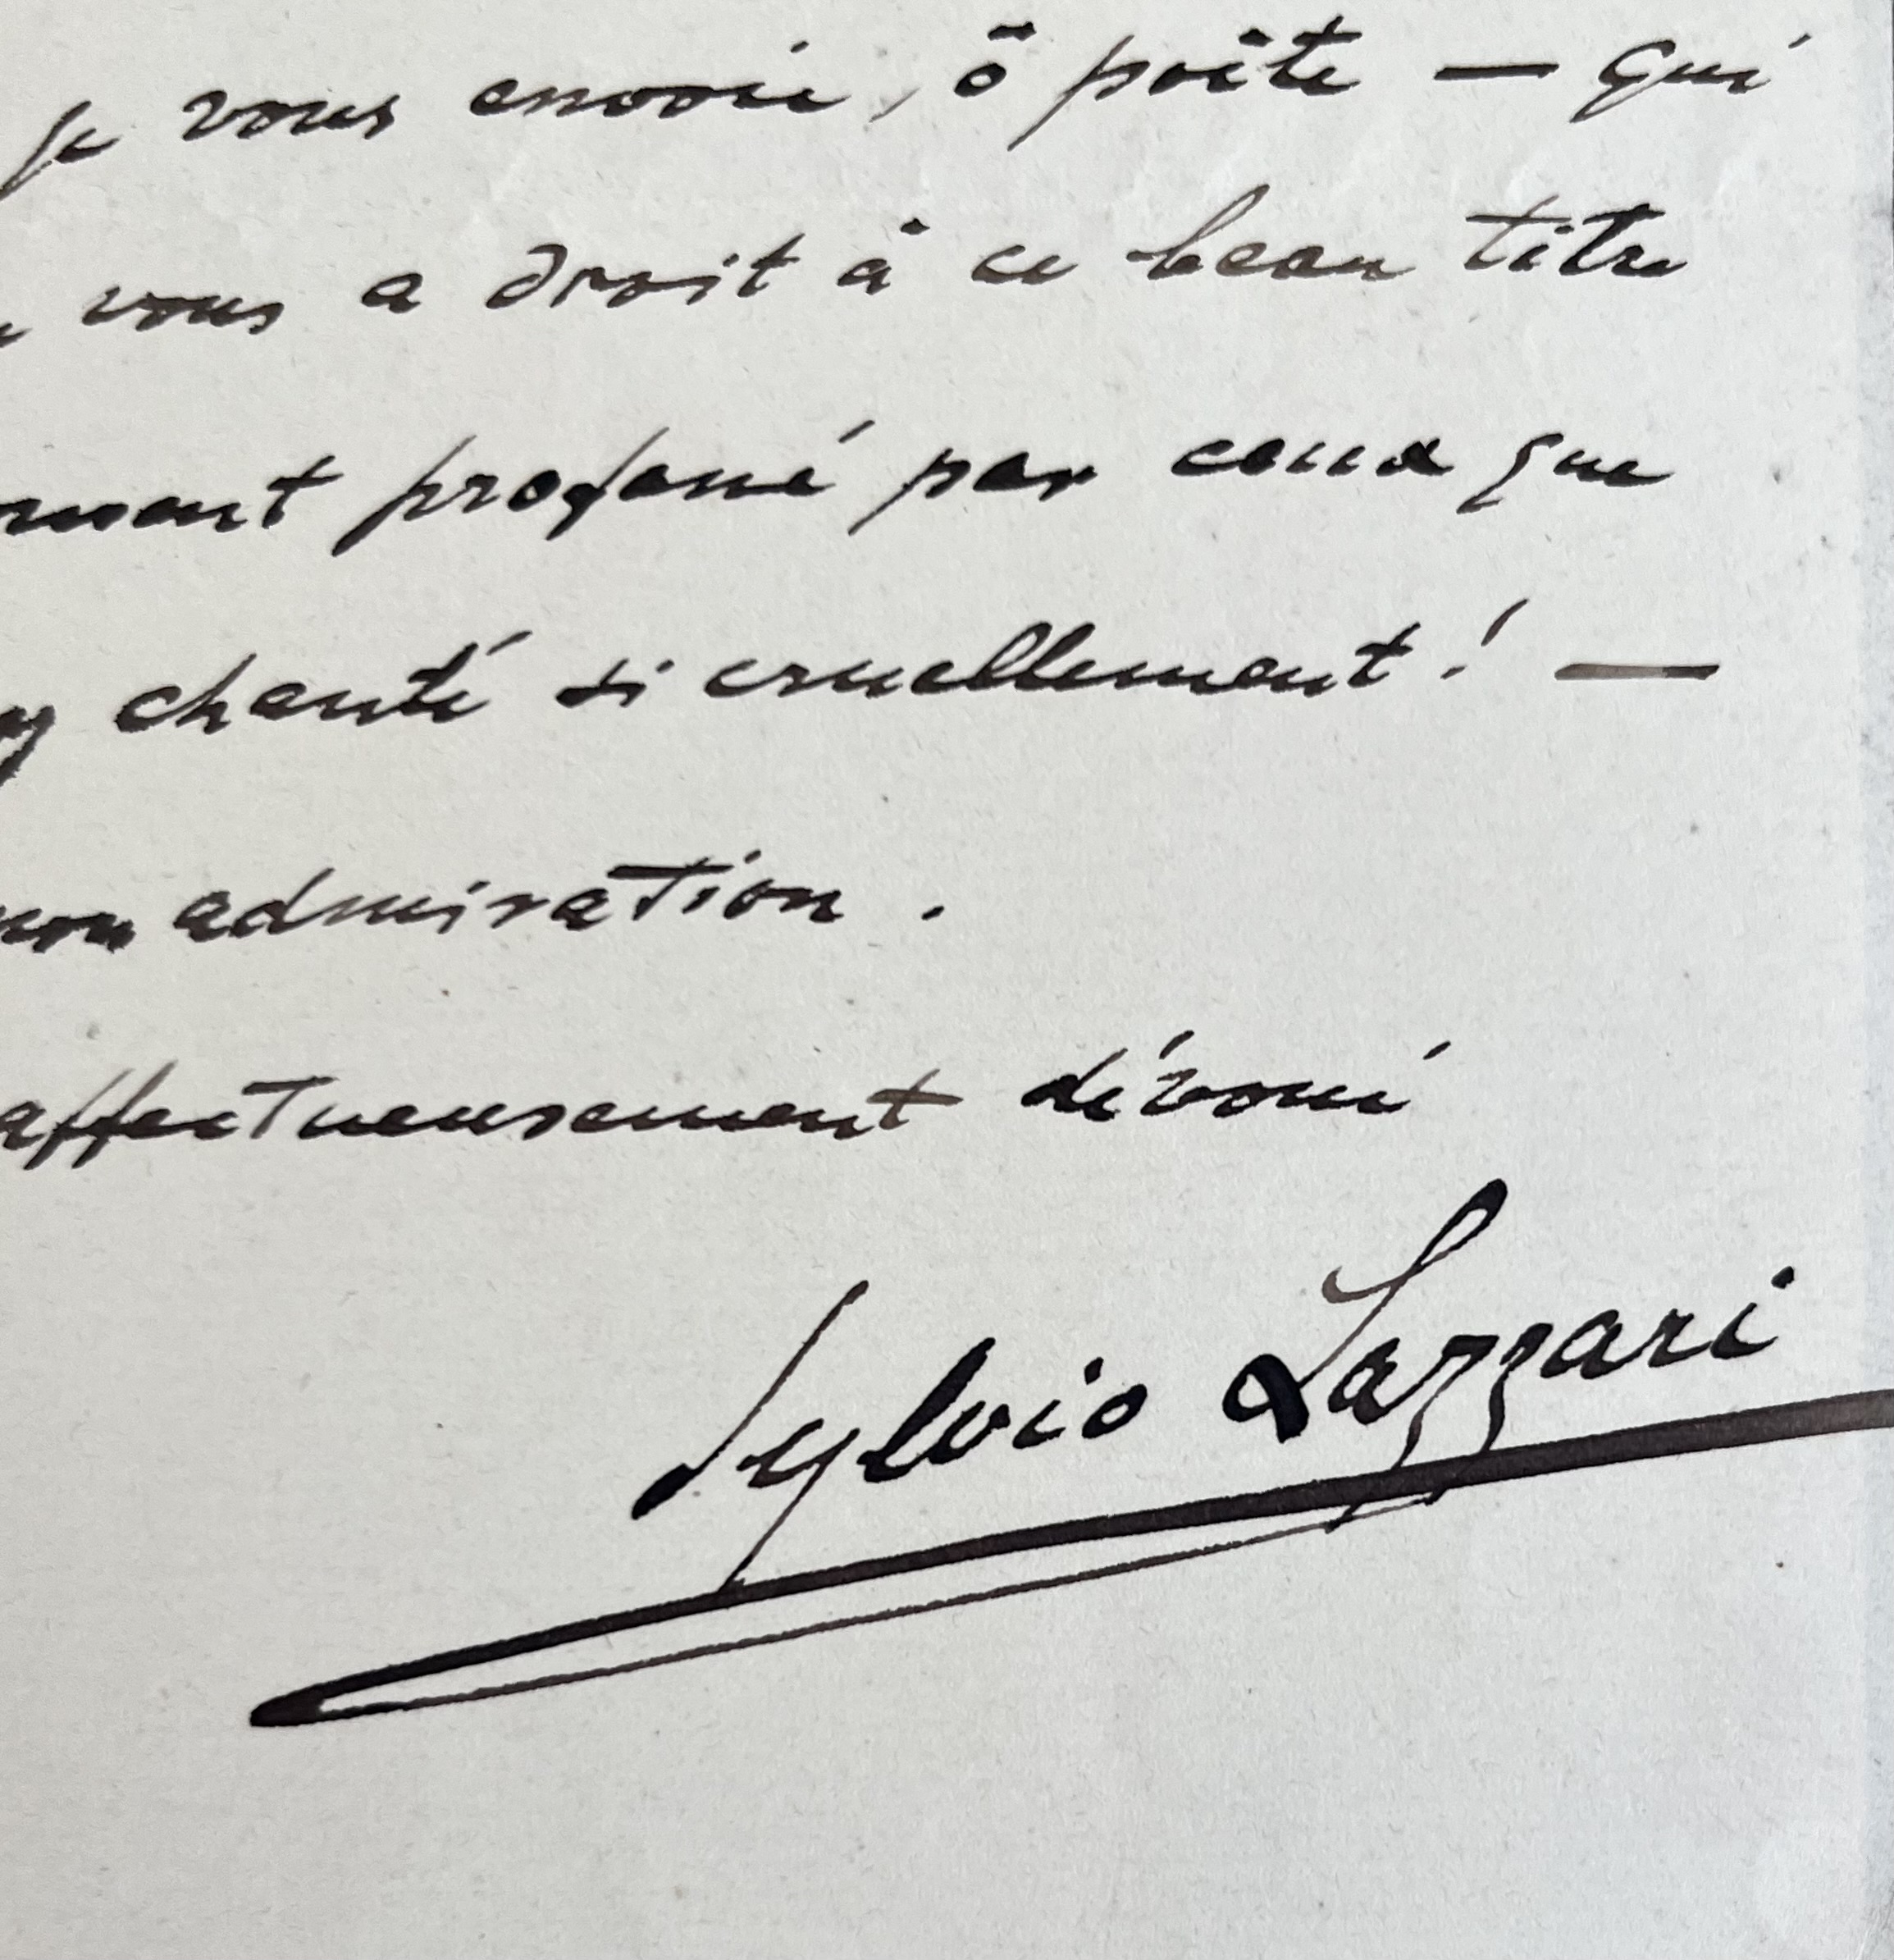 je vous envoie, ô poète — qui
vous a droit à ce beau titre
profané par ceux que
chanté si cruellement ! —
mon admiration .
affectueusement dévoué
Sylvio Lazzari